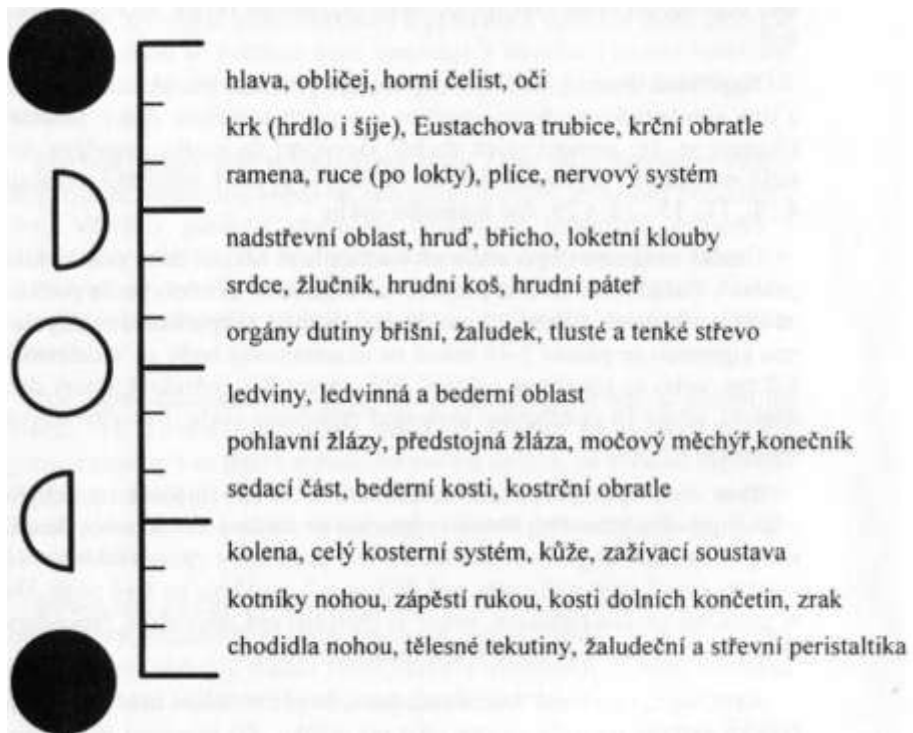 hlava, obličej, horní čelist, očí
krk (hrdlo i šíje), Eustachova trubice, krční obratle
ramena, ruce (po lokty), plíce, nervový systém
nadstřevní oblast, hruď, břicho, loketní klouby
srdce, žlučník, hrudní koš, hrudní páteř
orgány dutiny břišní, žaludek, tlusté a tenké střevo
ledviny, ledvinná a bederní oblast
pohlavní žlázy, předstojná žláza, močový měchýř,konečník
sedací část, bederní kosti, kostrční obratle
kolena, celý kosterní systém, kůže, zažívací soustava
kotníky nohou, zápěstí rukou, kosti dolních končetin, zrak
chodidla nohou, tělesné tekutiny, žaludeční a střevní peristaltika